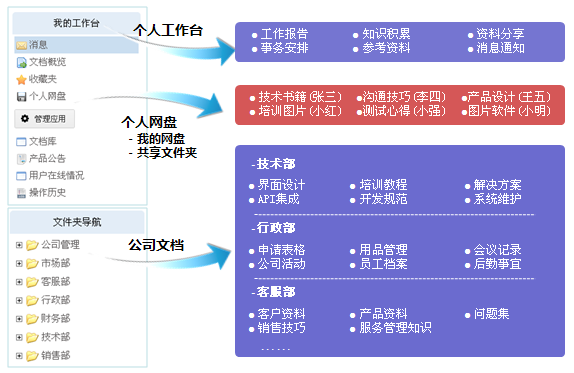 我的工作台
消息
文档概览
收藏夹
个人网盘
管理应用
文档库
产品公告
用户在线情况
操作历史
文件夹导航
公司管理
市场部
客服部
行政部
财务部
技术部
销售部
个人工作台
个人网盘
- 我的网盘
- 共享文件夹
公司文档
● 工作报告 ● 知识积累 ● 资料分享
● 事务安排 ● 参考资料 ● 消息通知
● 技术书籍(张三) ● 沟通技巧(李四) ● 产品设计(王五)
● 培训图片(小红) ● 测试心得(小强) ● 图片软件(小明)
-技术部
● 界面设计 ● 培训教程 ● 解决方案
● API集成 ● 开发规范 ● 系统维护
-行政部
● 申请表格 ● 用品管理 ● 会议记录
● 公司活动 ● 员工档案 ● 后勤事宜
-客服部
● 客户资料 ● 产品资料 ● 问题集
● 销售技巧 ● 服务管理知识
......